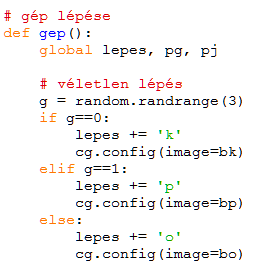 # gép lépése
def gep():
    global lepes, pg, pj

    # véletlen lépés
    g = random.randrange(3)
    if g==0:
        lepes += 'k'
        cg.config(image=bk)
    elif g==1:
        lepes += 'p'
        cg.config(image=bp)
    else:
        lepes += 'o'
        cg.config(image=bo)